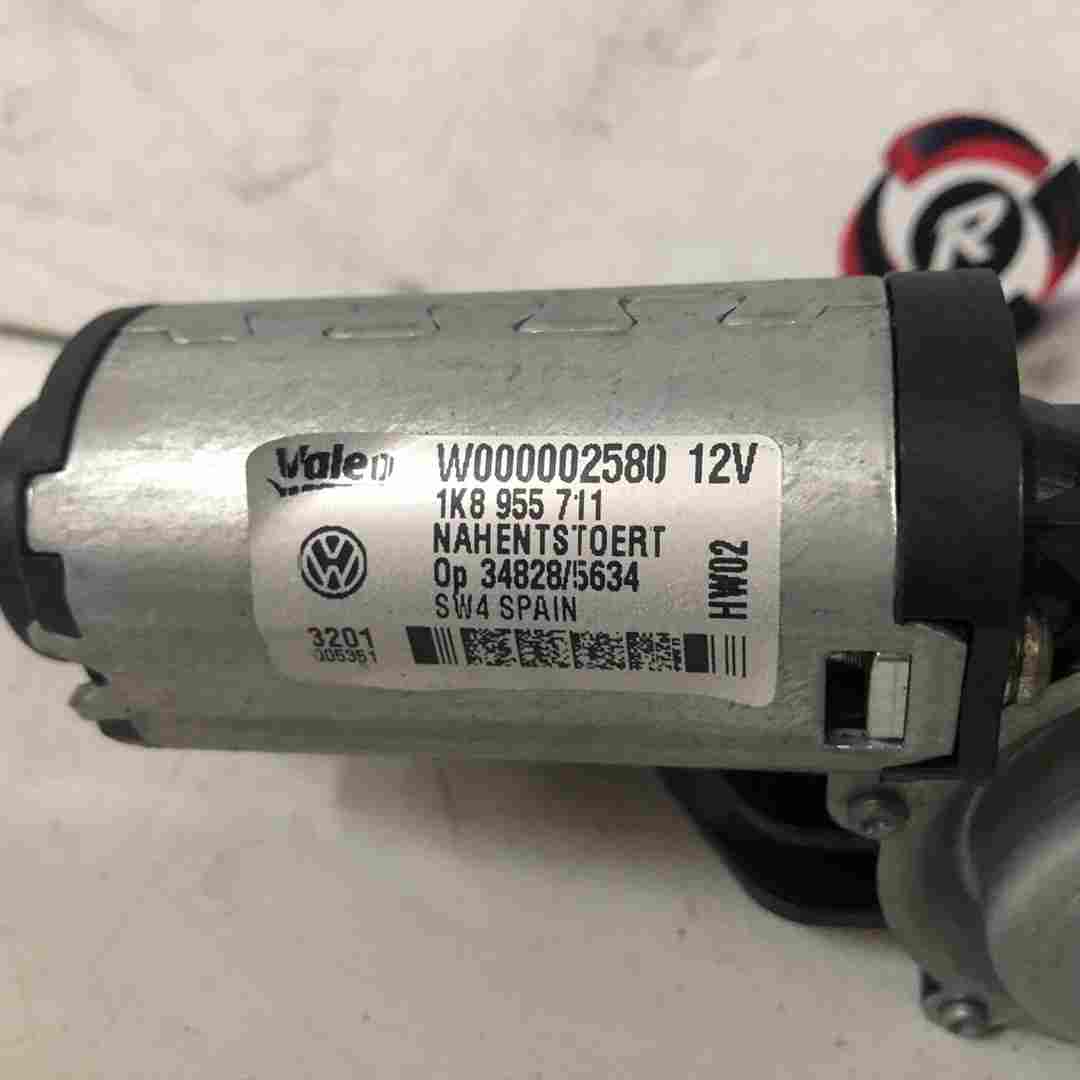 Valeo W000002580 12V
1K8 955 711
NAHENTSTOERT
Op 34828/5634
SW4 SPAIN
HW02
3201
005351
R